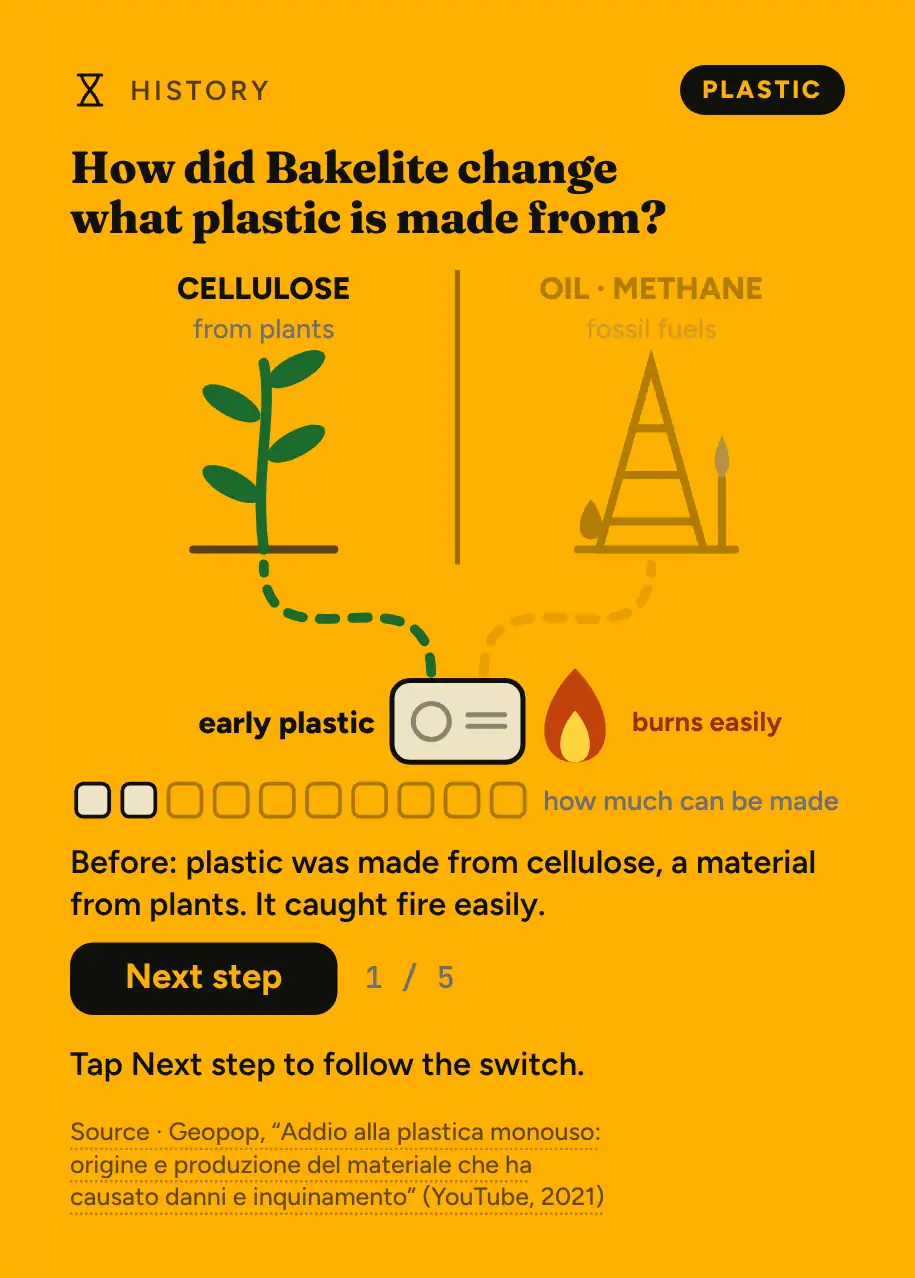 HISTORY
PLASTIC
How did Bakelite change
what plastic is made from?
CELLULOSE
from plants
OIL · METHANE
fossil fuels
early plastic
burns easily
how much can be made
Before: plastic was made from cellulose, a material
from plants. It caught fire easily.
Next step
1 / 5
Tap Next step to follow the switch.
Source · Geopop, “Addio alla plastica monouso:
origine e produzione del materiale che ha
causato danni e inquinamento” (YouTube, 2021)